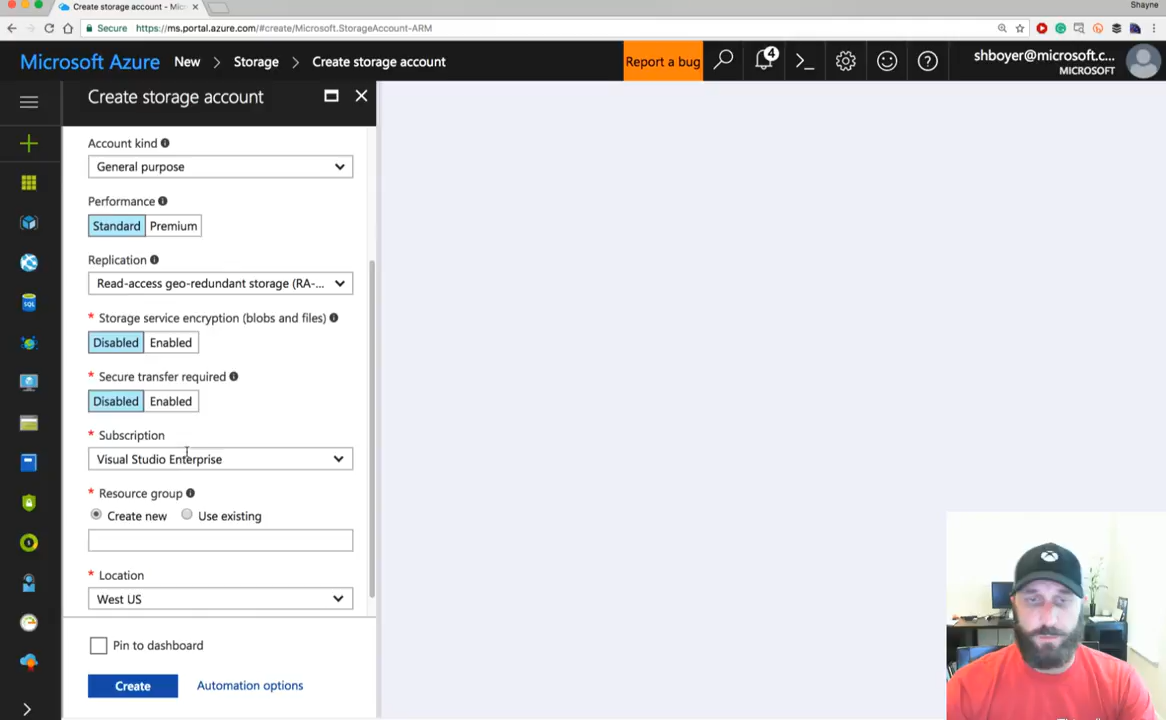 Create storage account - Mic
Shayne
Secure https://ms.portal.azure.com/#create/Microsoft.StorageAccount-ARM
Microsoft Azure New > Storage > Create storage account Report a bug 4 shboyer@microsoft.c...
MICROSOFT
Create storage account
Account kind
General purpose
Performance
Standard Premium
Replication
Read-access geo-redundant storage (RA-...
* Storage service encryption (blobs and files)
Disabled Enabled
* Secure transfer required
Disabled Enabled
* Subscription
Visual Studio Enterprise
* Resource group
Create new Use existing
* Location
West US
Pin to dashboard
Create Automation options